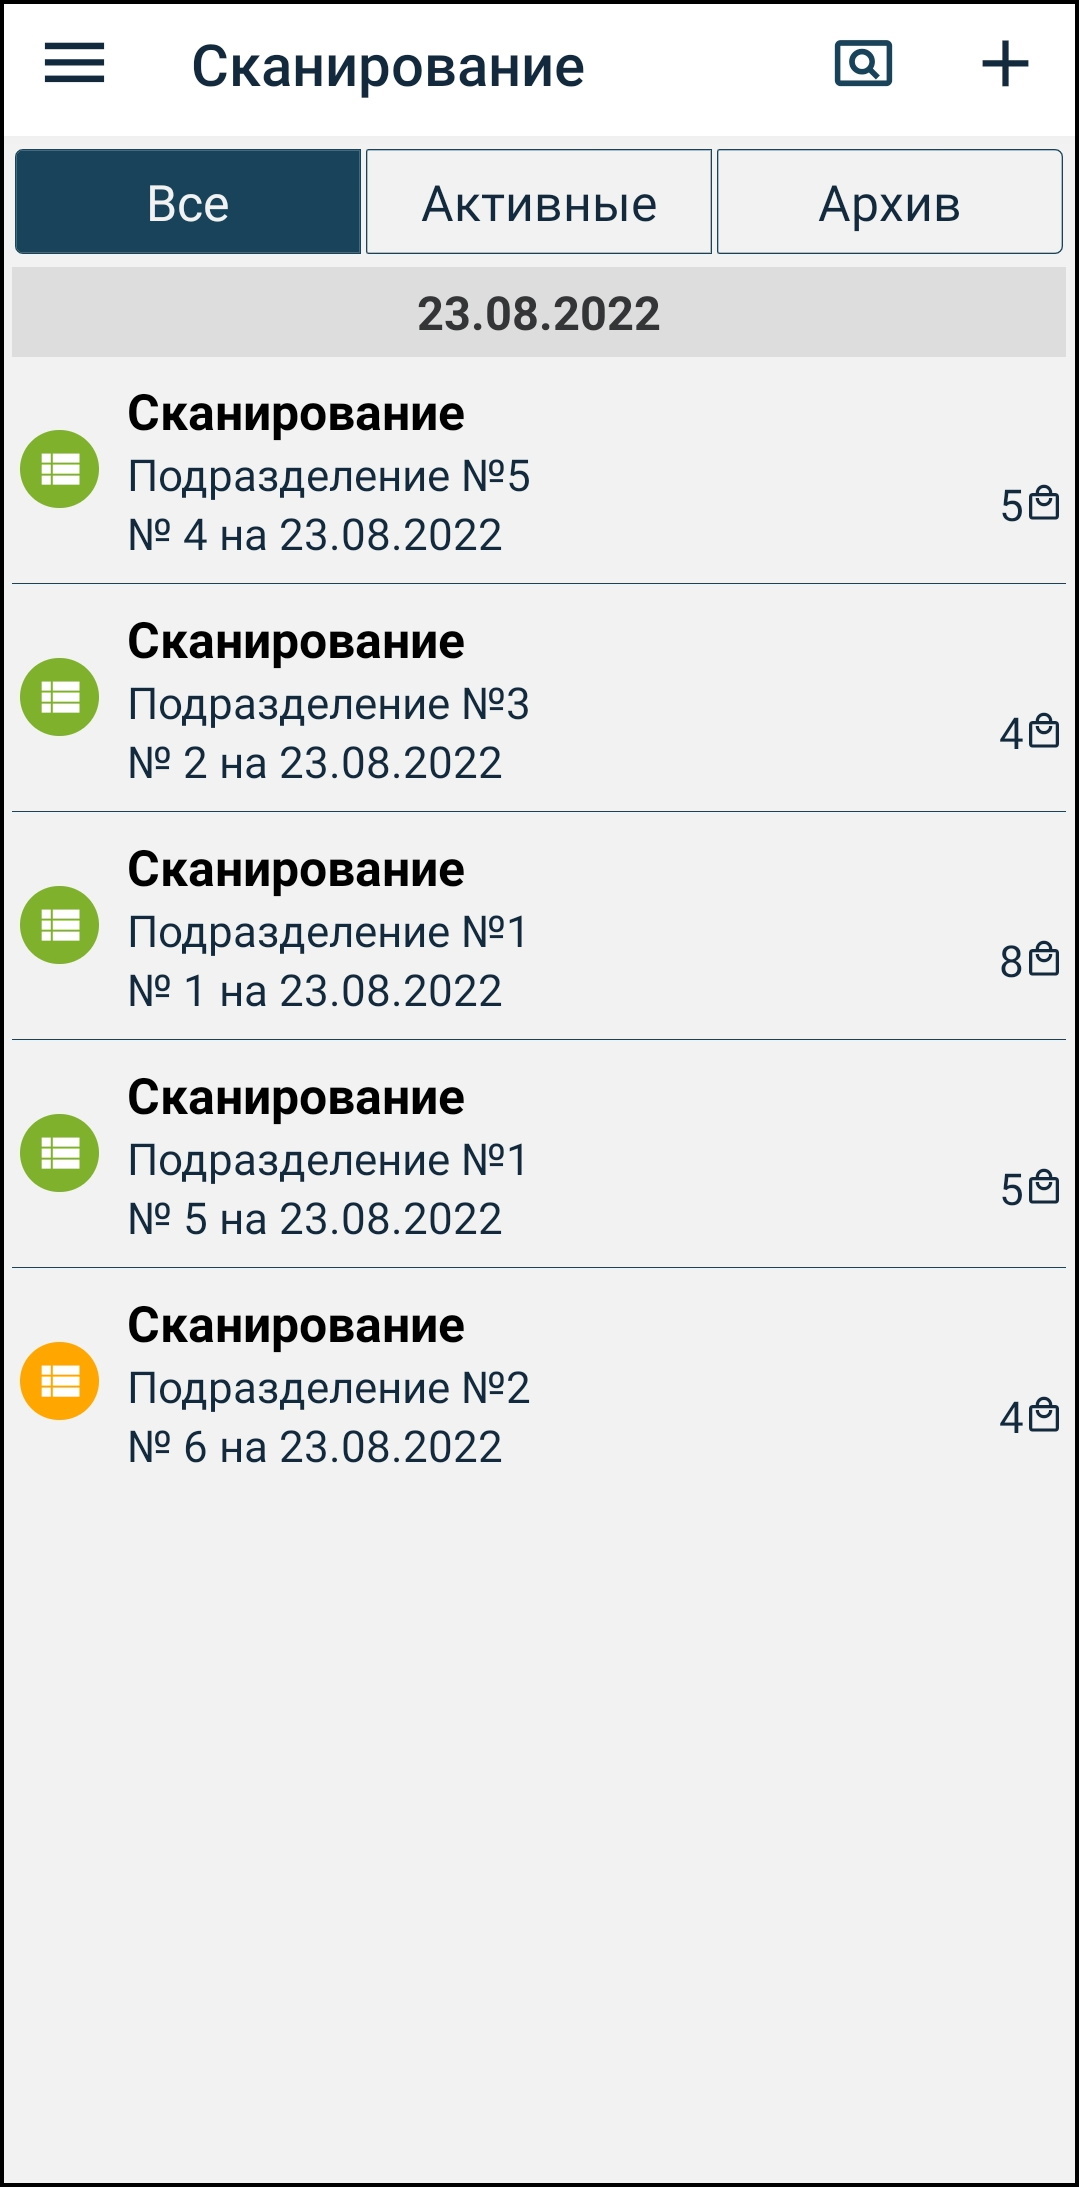 Сканирование
Все
Активные
Архив
23.08.2022
Сканирование
Подразделение №5
№ 4 на 23.08.2022
5
Сканирование
Подразделение №3
№ 2 на 23.08.2022
4
Сканирование
Подразделение №1
№ 1 на 23.08.2022
8
Сканирование
Подразделение №1
№ 5 на 23.08.2022
5
Сканирование
Подразделение №2
№ 6 на 23.08.2022
4